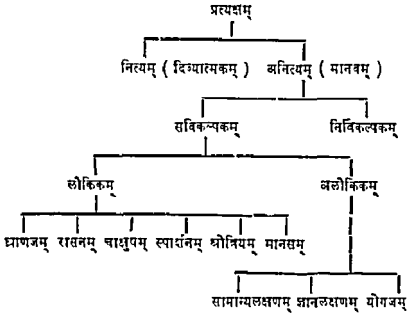 प्रत्यक्षम्
नित्यम् ( दिव्यात्मकम् ) अनित्यम् ( मानवम् )
सविकल्पकम् निर्विकल्पकम्
लौकिकम् अलौकिकम्
घ्राणजम् रासनम् चाक्षुषम् स्पार्शनम् श्रौत्रियम् मानसम्
सामान्यलक्षणम् ज्ञानलक्षणम् योगजम्